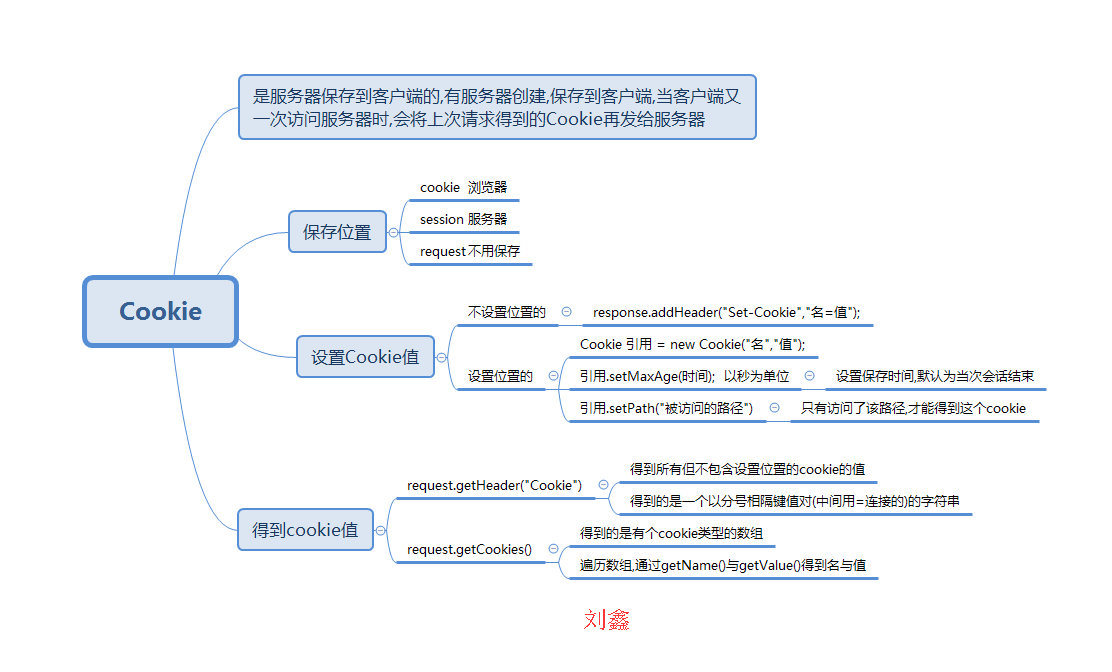 是服务器保存到客户端的,有服务器创建,保存到客户端,当客户端又
一次访问服务器时,会将上次请求得到的Cookie再发给服务器
cookie 浏览器
session 服务器
request不用保存
保存位置
Cookie
不设置位置的
response.addHeader("Set-Cookie","名=值");
设置Cookie值
设置位置的
Cookie 引用 = new Cookie("名","值");
引用.setMaxAge(时间); 以秒为单位
设置保存时间,默认为当次会话结束
引用.setPath("被访问的路径")
只有访问了该路径,才能得到这个cookie
得到cookie值
request.getHeader("Cookie")
得到所有但不包含设置位置的cookie的值
得到的是一个以分号相隔键值对(中间用=连接的)的字符串
request.getCookies()
得到的是有个cookie类型的数组
遍历数组,通过getName()与getValue()得到名与值
刘鑫